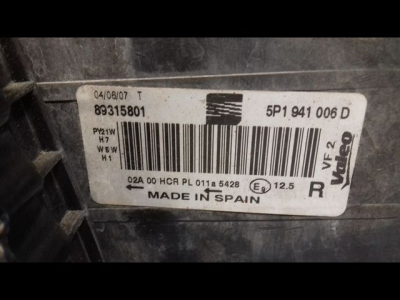 04/06/07 T
89315801
5P1 941 006 D
PY21W
H7
W5W
H1
VF 2
Valeo
02A 00 HCR PL 011a 5428
E9 12.5
R
MADE IN SPAIN